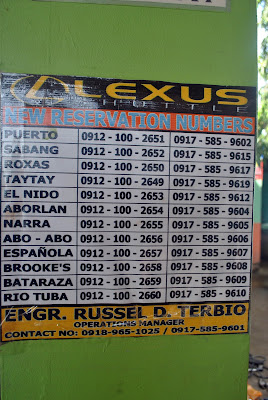 LEXUS
SHUTTLE
NEW RESERVATION NUMBERS
PUERTO 0912 - 100 - 2651 0917 - 585 - 9602
SABANG 0912 - 100 - 2652 0917 - 585 - 9615
ROXAS 0912 - 100 - 2650 0917 - 585 - 9617
TAYTAY 0912 - 100 - 2649 0917 - 585 - 9619
EL NIDO 0912 - 100 - 2653 0917 - 585 - 9612
ABORLAN 0912 - 100 - 2654 0917 - 585 - 9604
NARRA 0912 - 100 - 2655 0917 - 585 - 9605
ABO - ABO 0912 - 100 - 2656 0917 - 585 - 9606
ESPAÑOLA 0912 - 100 - 2657 0917 - 585 - 9607
BROOKE'S 0912 - 100 - 2658 0917 - 585 - 9608
BATARAZA 0912 - 100 - 2659 0917 - 585 - 9609
RIO TUBA 0912 - 100 - 2660 0917 - 585 - 9610
ENGR. RUSSEL D. TERBIO
OPERATIONS MANAGER
CONTACT NO: 0918-965-1025 / 0917-585-9601